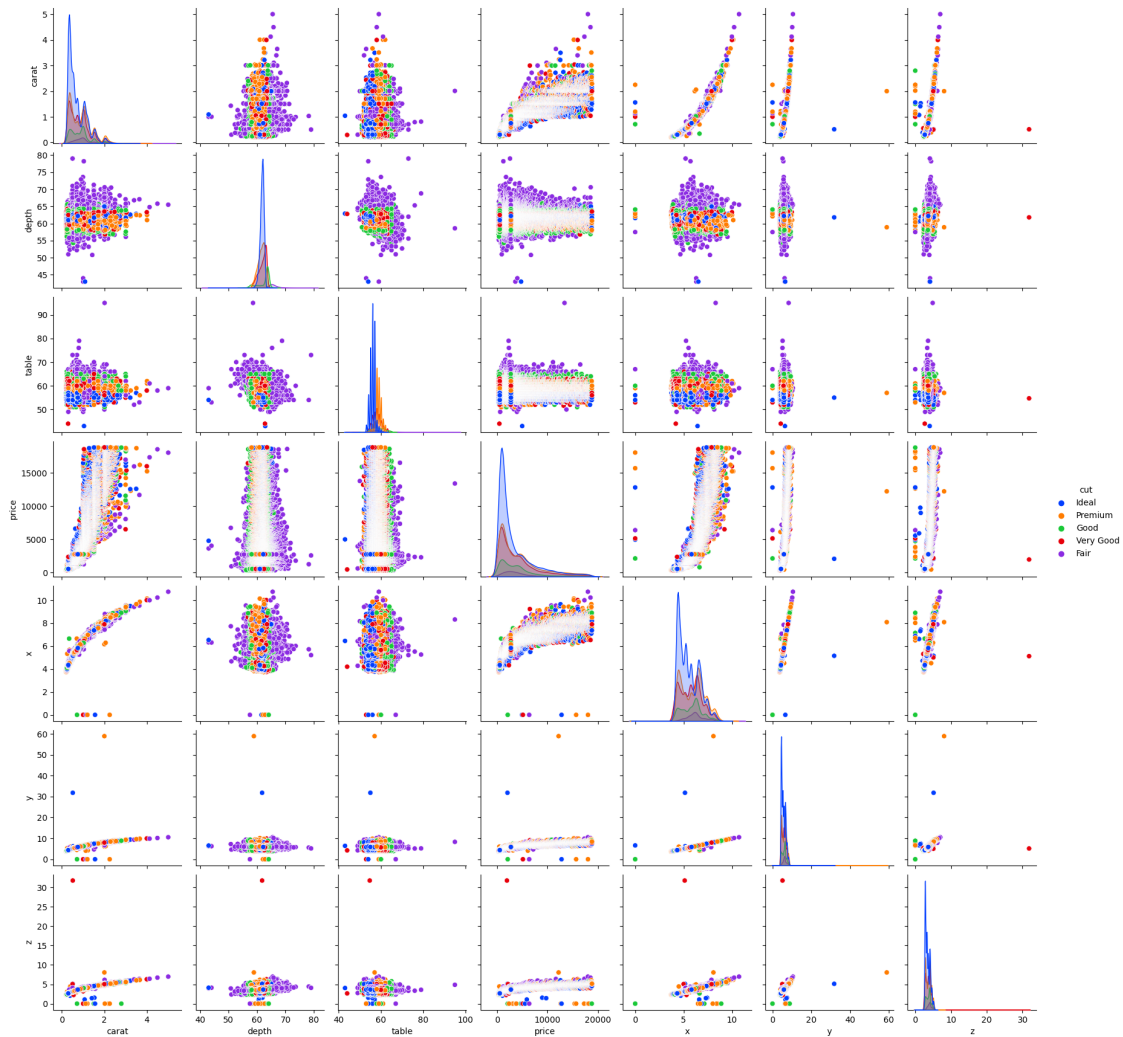 5
4
3
2
1
0
carat
80
75
70
65
60
55
50
45
depth
90
80
70
60
50
table
15000
10000
5000
0
price
cut
Ideal
Premium
Good
Very Good
Fair
10
8
6
4
2
0
x
60
50
40
30
20
10
0
y
30
25
20
15
10
5
0
z
0 2 4
40 50 60 70 80
40 60 80 100
0 10000 20000
0 5 10
0 20 40 60
0 10 20 30
carat depth table price x y z